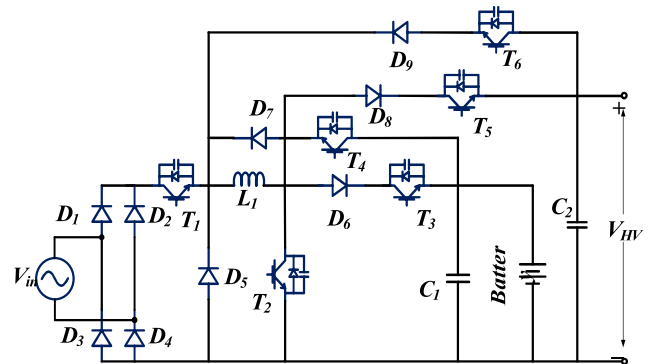 D9
T6
D8
T5
+
D7
T4
D1
D2
T1
L1
D6
T3
C2
VHV
Vin
D5
T2
C1
Batter
y
D3
D4